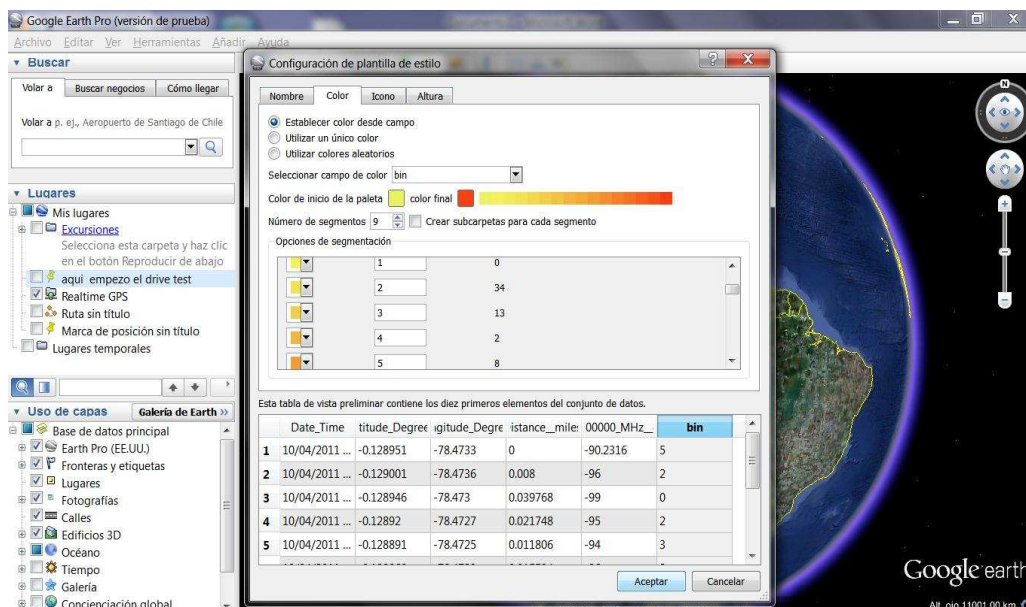 Google Earth Pro (versión de prueba)
Archivo Editar Ver Herramientas Añadir Ayuda
Buscar
Volar a Buscar negocios Cómo llegar
Volar a p. ej., Aeropuerto de Santiago de Chile
Lugares
Mis lugares
Excursiones
Selecciona esta carpeta y haz clic
en el botón Reproducir de abajo
aqui empezo el drive test
Realtime GPS
Ruta sin título
Marca de posición sin título
Lugares temporales
Uso de capas Galería de Earth »
Base de datos principal
Earth Pro (EE.UU.)
Fronteras y etiquetas
Lugares
Fotografías
Calles
Edificios 3D
Océano
Tiempo
Galería
Concienciación global
Configuración de plantilla de estilo
Nombre Color Icono Altura
Establecer color desde campo
Utilizar un único color
Utilizar colores aleatorios
Seleccionar campo de color bin
Color de inicio de la paleta color final
Número de segmentos 9 Crear subcarpetas para cada segmento
Opciones de segmentación
1 0
2 34
3 13
4 2
5 8
Esta tabla de vista preliminar contiene los diez primeros elementos del conjunto de datos.
Date_Time titude_Degree gitude_Degre istance__mile 00000_MHz_ bin
1 10/04/2011 ... -0.128951 -78.4733 0 -90.2316 5
2 10/04/2011 ... -0.129001 -78.4736 0.008 -96 2
3 10/04/2011 ... -0.128946 -78.473 0.039768 -99 0
4 10/04/2011 ... -0.12892 -78.4727 0.021748 -95 2
5 10/04/2011 ... -0.128891 -78.4725 0.011806 -94 3
Aceptar Cancelar
N
Google earth
Alt. ojo 11001.00 km